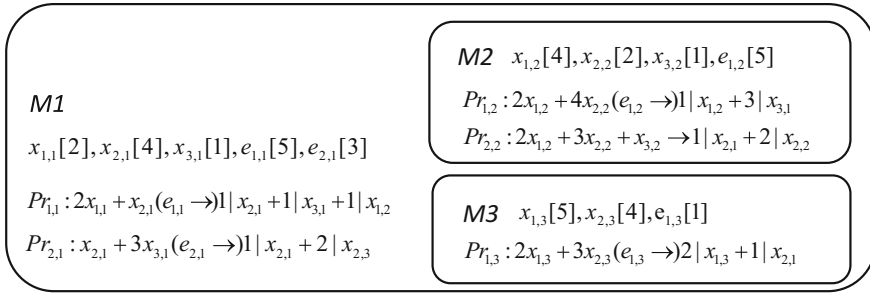 M1
x_{1,1}[2], x_{2,1}[4], x_{3,1}[1], e_{1,1}[5], e_{2,1}[3]
Pr_{1,1} : 2x_{1,1} + x_{2,1}(e_{1,1} →)1 | x_{2,1} + 1 | x_{3,1} + 1 | x_{1,2}
Pr_{2,1} : x_{2,1} + 3x_{3,1}(e_{2,1} →)1 | x_{2,1} + 2 | x_{2,3}
M2 x_{1,2}[4], x_{2,2}[2], x_{3,2}[1], e_{1,2}[5]
Pr_{1,2} : 2x_{1,2} + 4x_{2,2}(e_{1,2} →)1 | x_{1,2} + 3 | x_{3,1}
Pr_{2,2} : 2x_{1,2} + 3x_{2,2} + x_{3,2} → 1 | x_{2,1} + 2 | x_{2,2}
M3 x_{1,3}[5], x_{2,3}[4], e_{1,3}[1]
Pr_{1,3} : 2x_{1,3} + 3x_{2,3}(e_{1,3} →)2 | x_{1,3} + 1 | x_{2,1}